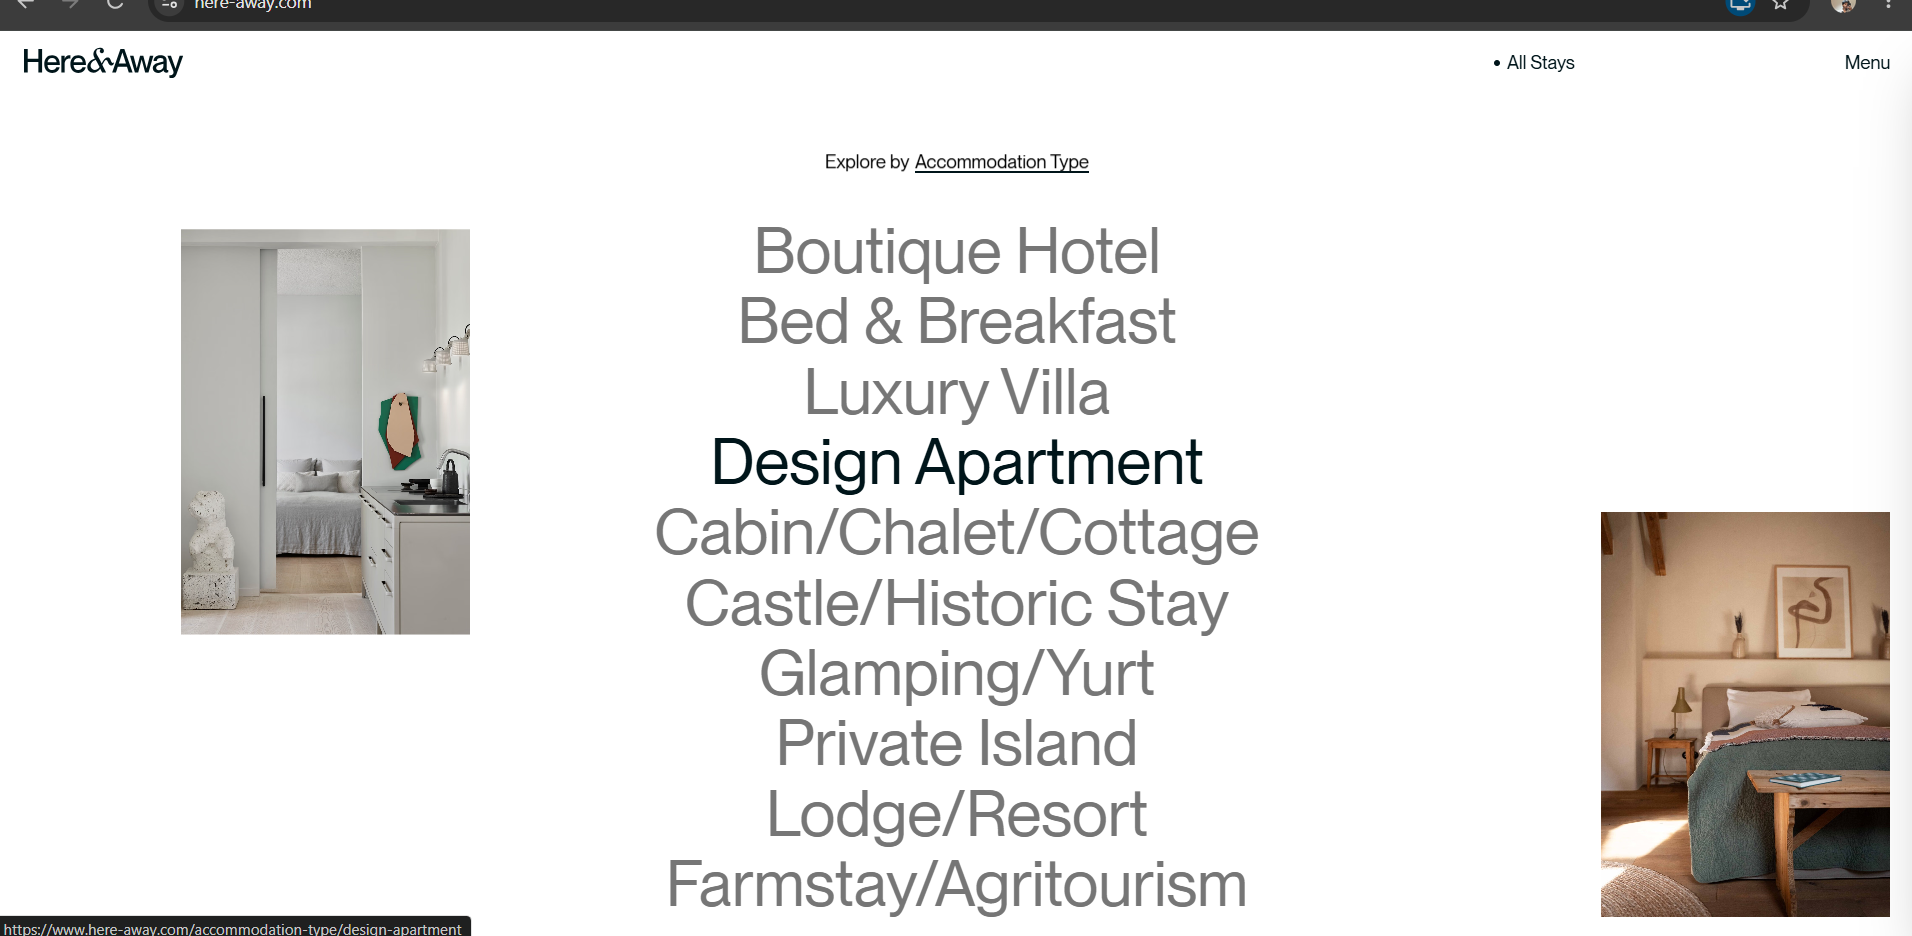 here-away.com
Here&Away
• All Stays
Menu
Explore by Accommodation Type
Boutique Hotel
Bed & Breakfast
Luxury Villa
Design Apartment
Cabin/Chalet/Cottage
Castle/Historic Stay
Glamping/Yurt
Private Island
Lodge/Resort
Farmstay/Agritourism
https://www.here-away.com/accommodation-type/design-apartment